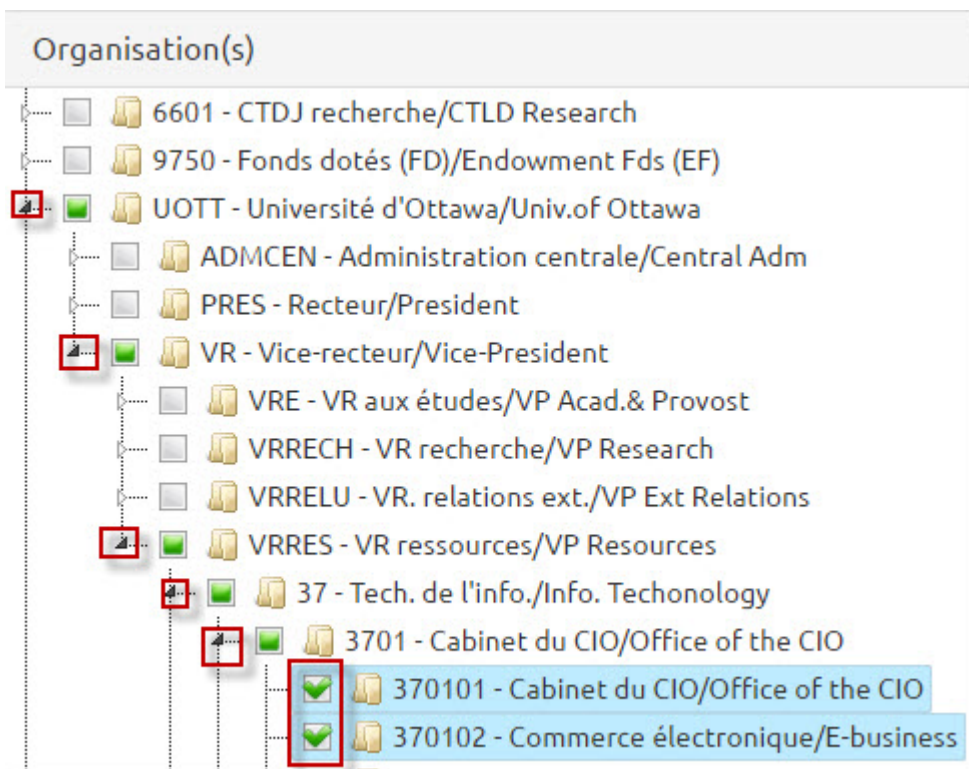 Organisation(s)
6601 - CTDJ recherche/CTLD Research
9750 - Fonds dotés (FD)/Endowment Fds (EF)
UOTT - Université d'Ottawa/Univ.of Ottawa
ADMCEN - Administration centrale/Central Adm
PRES - Recteur/President
VR - Vice-recteur/Vice-President
VRE - VR aux études/VP Acad.& Provost
VRRECH - VR recherche/VP Research
VRRELU - VR. relations ext./VP Ext Relations
VRRES - VR ressources/VP Resources
37 - Tech. de l'info./Info. Techonology
3701 - Cabinet du CIO/Office of the CIO
370101 - Cabinet du CIO/Office of the CIO
370102 - Commerce électronique/E-business